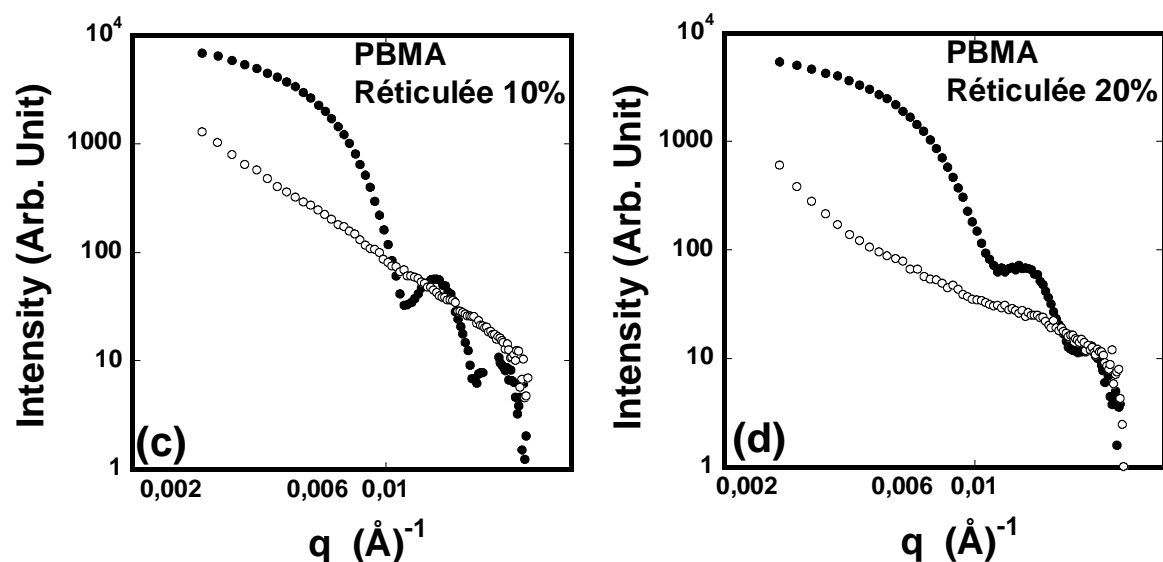 Intensity (Arb. Unit)
10⁴
1000
100
10
1
PBMA
Réticulée 10%
(c)
0,002
0,006
0,01
q (Å)⁻¹
Intensity (Arb. Unit)
10⁴
1000
100
10
1
PBMA
Réticulée 20%
(d)
0,002
0,006
0,01
q (Å)⁻¹